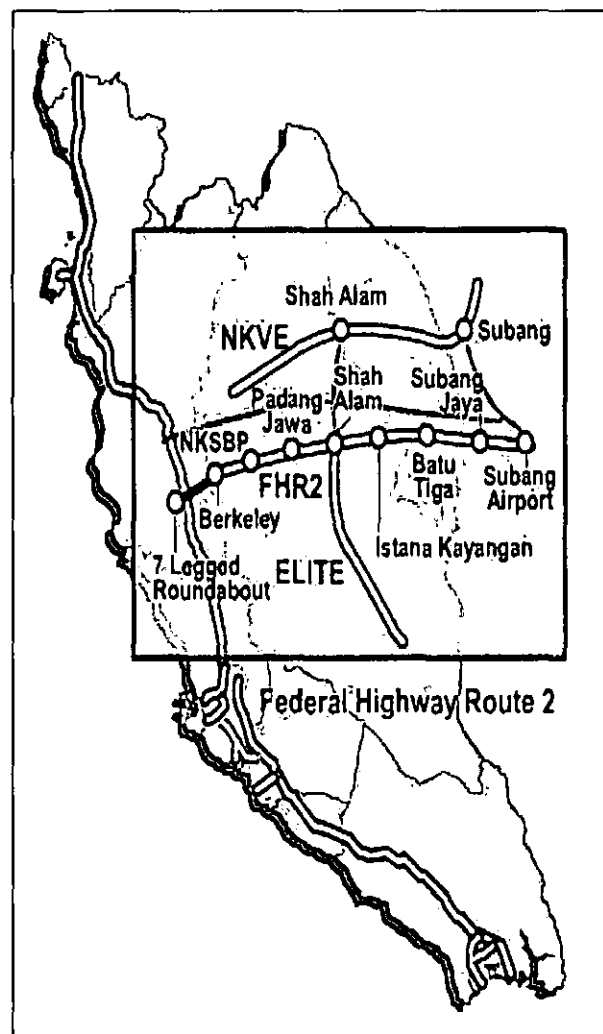 Shah Alam
NKVE
Subang
Shah
Alam
Subang
Jaya
Padang
Jawa
NKSBP
FHR2
Batu
Tiga
Subang
Airport
Berkeley
Istana Kayangan
7 Legged
Roundabout
ELITE
Federal Highway Route 2